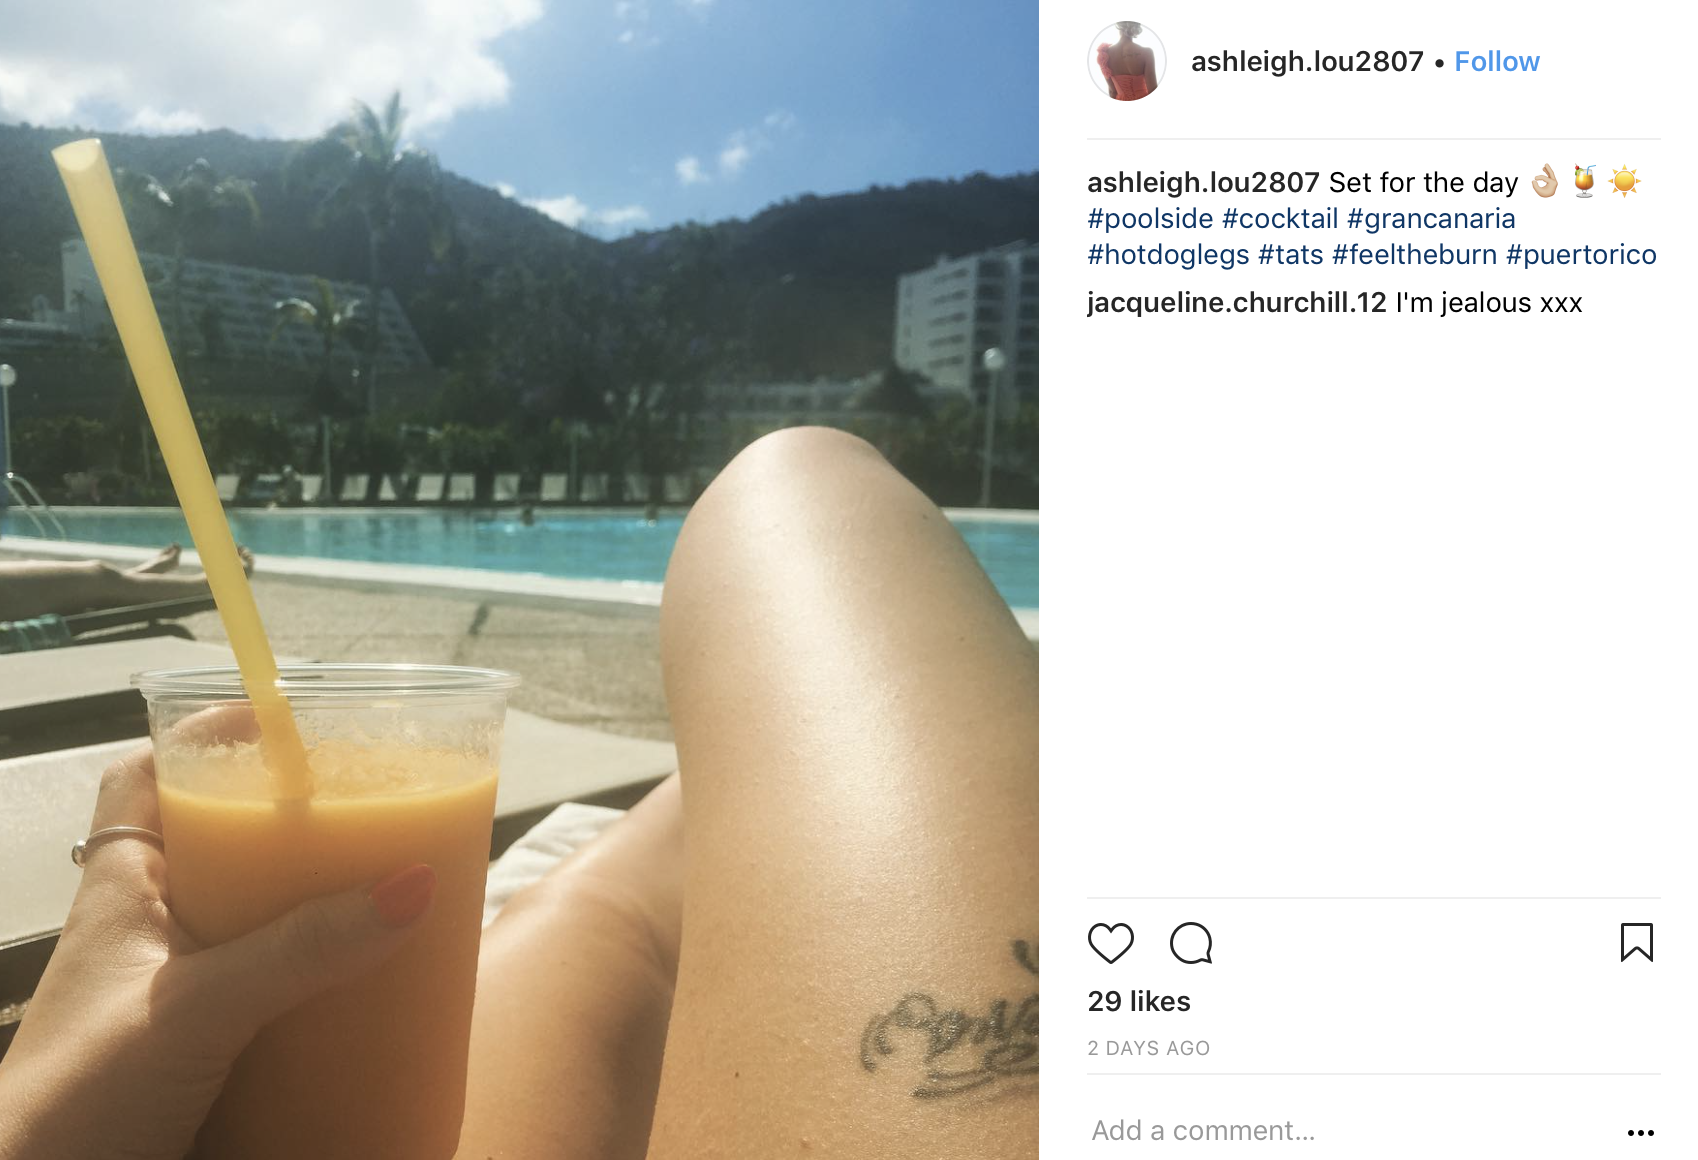 ashleigh.lou2807 • Follow
ashleigh.lou2807 Set for the day 👌🏼 🍹 ☀️
#poolside #cocktail #grancanaria
#hotdoglegs #tats #feeltheburn #puertorico
jacqueline.churchill.12 I'm jealous xxx
29 likes
2 DAYS AGO
Add a comment...